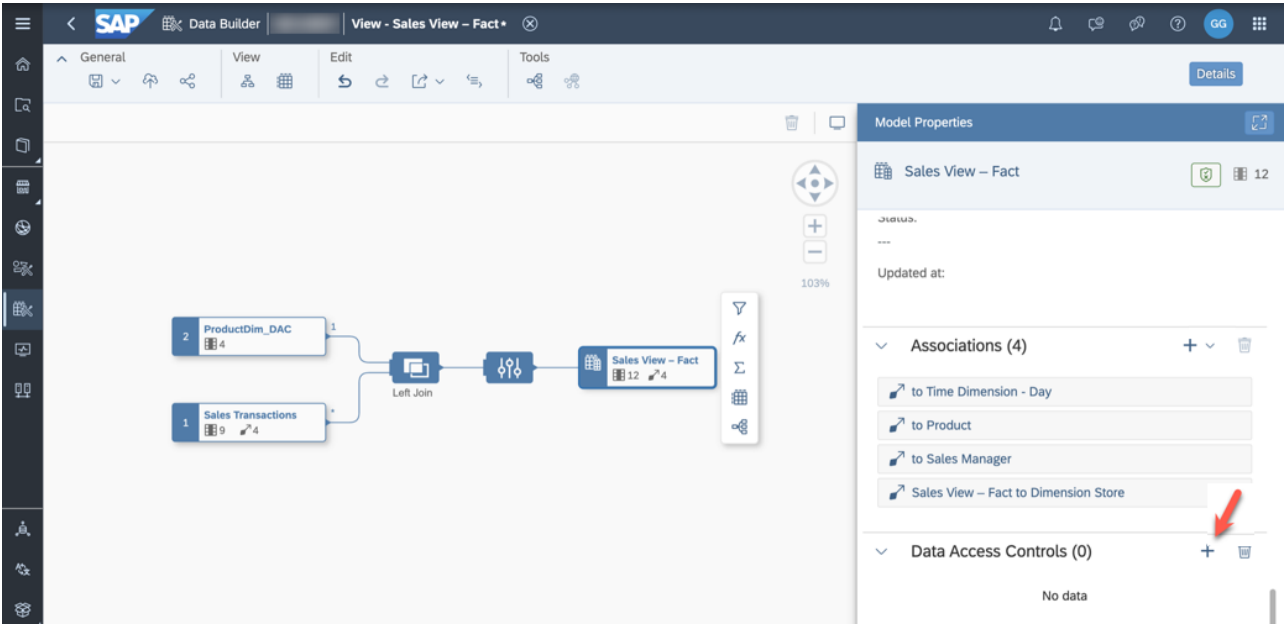 SAP Data Builder View - Sales View – Fact* GG
General View Edit Tools
Details
Model Properties
Sales View – Fact 12
Status:
---
Updated at:
103%
ProductDim_DAC 1
2 4
Sales View – Fact
12 4
fx
Σ
Left Join
Sales Transactions *
1 9 4
Associations (4)
to Time Dimension - Day
to Product
to Sales Manager
Sales View – Fact to Dimension Store
Data Access Controls (0)
No data